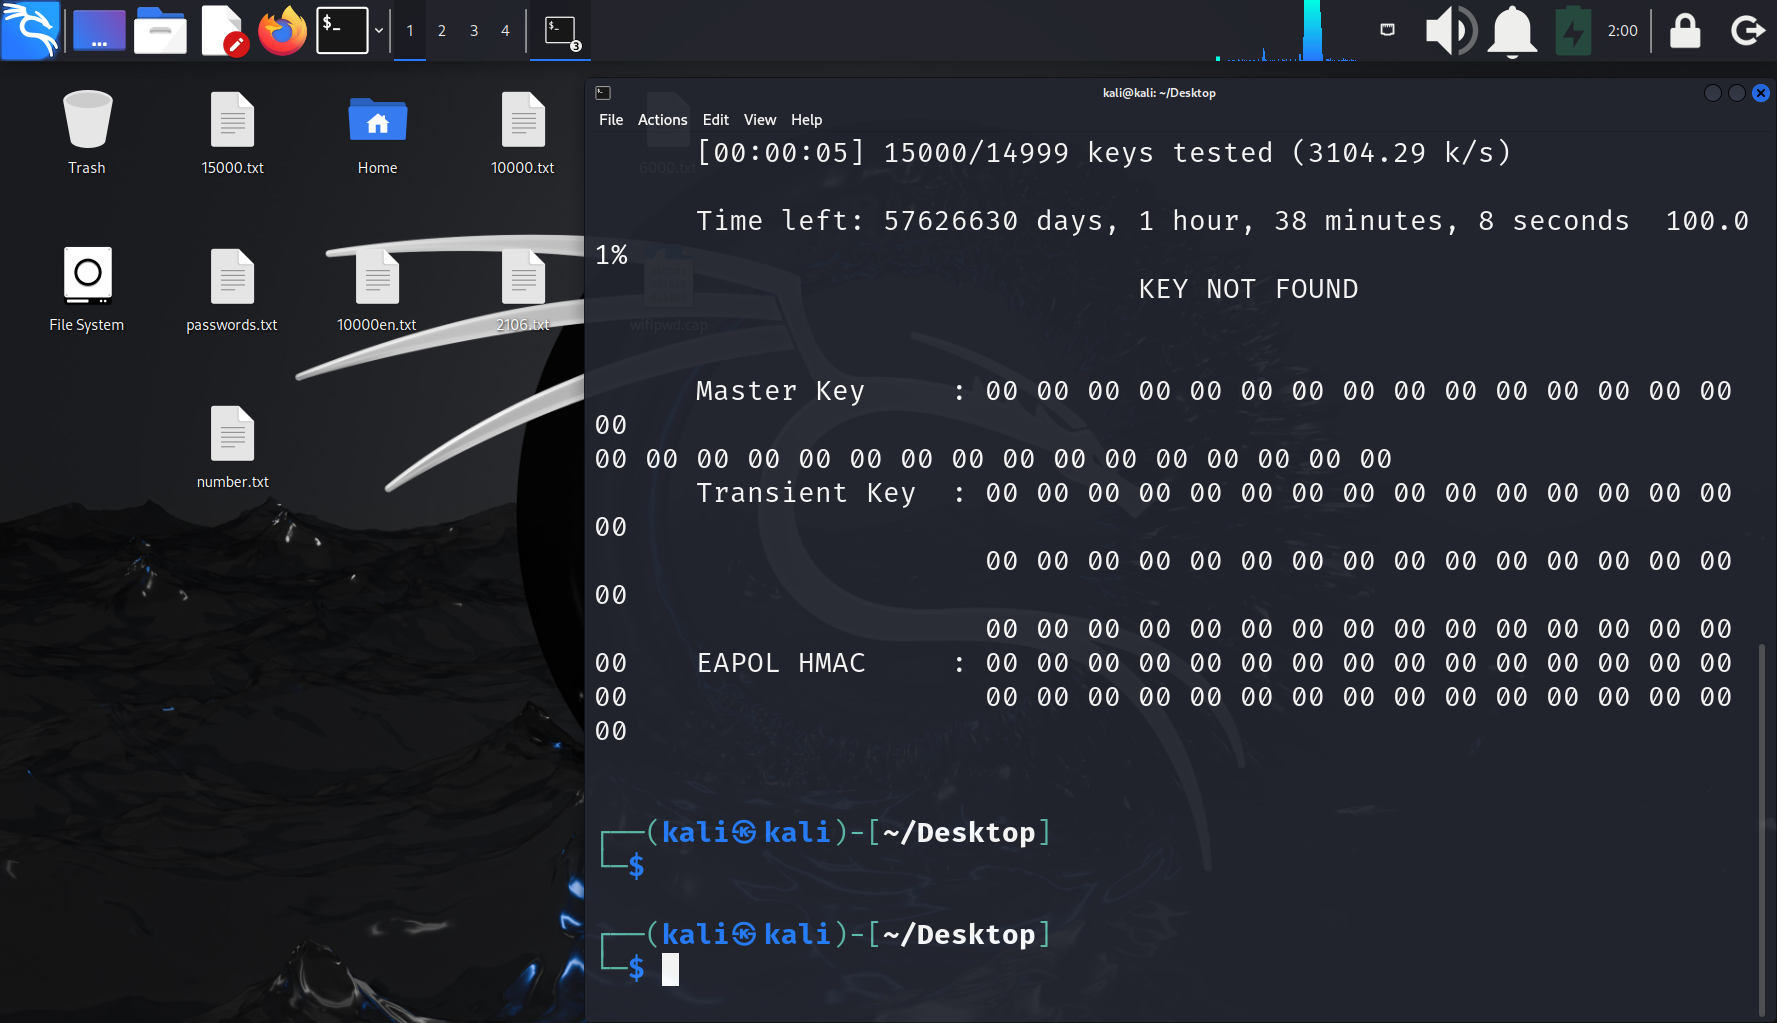 1 2 3 4
3
2:00
Trash
15000.txt
Home
10000.txt
File System
passwords.txt
10000en.txt
2106.txt
number.txt
6000.txt
wifipwd.cap
kali@kali: ~/Desktop
File Actions Edit View Help
[00:00:05] 15000/14999 keys tested (3104.29 k/s)
Time left: 57626630 days, 1 hour, 38 minutes, 8 seconds 100.0
1%
KEY NOT FOUND
Master Key : 00 00 00 00 00 00 00 00 00 00 00 00 00 00 00
00
00 00 00 00 00 00 00 00 00 00 00 00 00 00 00 00
Transient Key : 00 00 00 00 00 00 00 00 00 00 00 00 00 00 00
00
00 00 00 00 00 00 00 00 00 00 00 00 00 00 00
00
00 00 00 00 00 00 00 00 00 00 00 00 00 00 00
00 EAPOL HMAC : 00 00 00 00 00 00 00 00 00 00 00 00 00 00 00
00 00 00 00 00 00 00 00 00 00 00 00 00 00 00 00
00
┌──(kali㉿kali)-[~/Desktop]
└─$
┌──(kali㉿kali)-[~/Desktop]
└─$